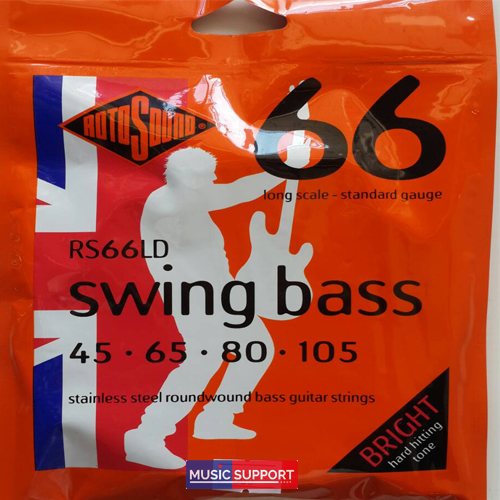 ROTOSOUND®
66
long scale - standard gauge
RS66LD
swing bass
45 · 65 · 80 · 105
stainless steel roundwound bass guitar strings
BRIGHT
hard hitting
tone
MUSIC SUPPORT